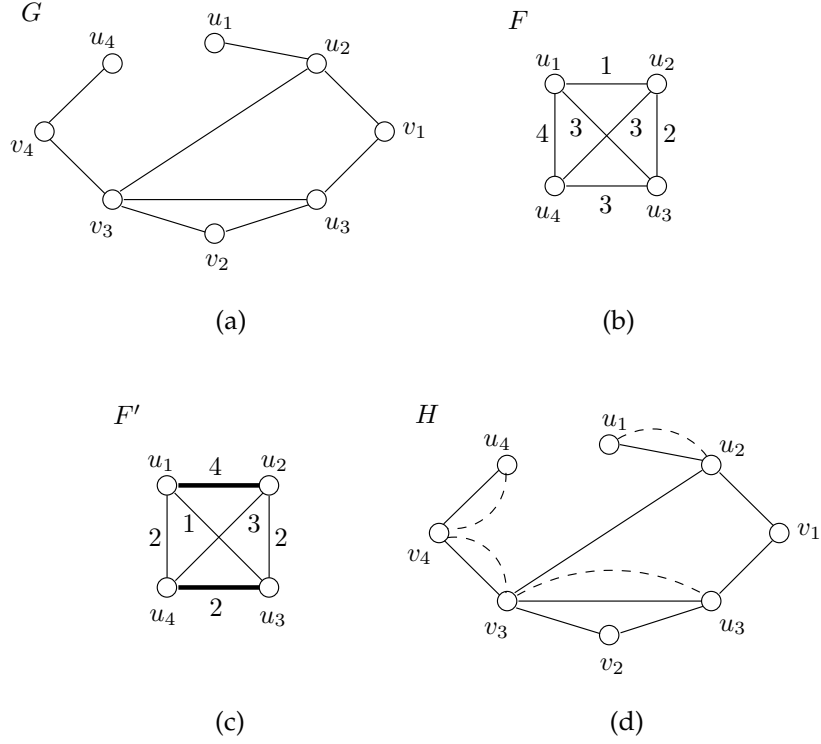 G
u₁
u₄
u₂
v₄
v₁
v₃
u₃
v₂
(a)
F
u₁ 1 u₂
4 3 3 2
u₄ 3 u₃
(b)
F′
u₁ 4 u₂
2 1 3 2
u₄ 2 u₃
(c)
H
u₁
u₄
u₂
v₄
v₁
v₃
u₃
v₂
(d)